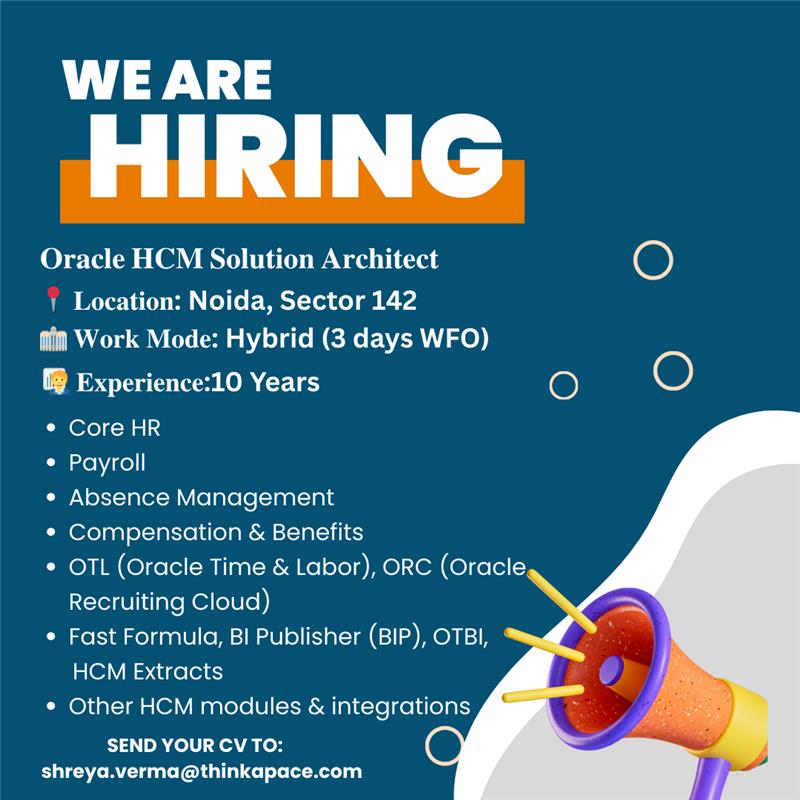 WE ARE
HIRING
Oracle HCM Solution Architect
📍 Location: Noida, Sector 142
🏢 Work Mode: Hybrid (3 days WFO)
🧑‍💼 Experience:10 Years
• Core HR
• Payroll
• Absence Management
• Compensation & Benefits
• OTL (Oracle Time & Labor), ORC (Oracle
Recruiting Cloud)
• Fast Formula, BI Publisher (BIP), OTBI,
HCM Extracts
• Other HCM modules & integrations
SEND YOUR CV TO:
shreya.verma@thinkapace.com